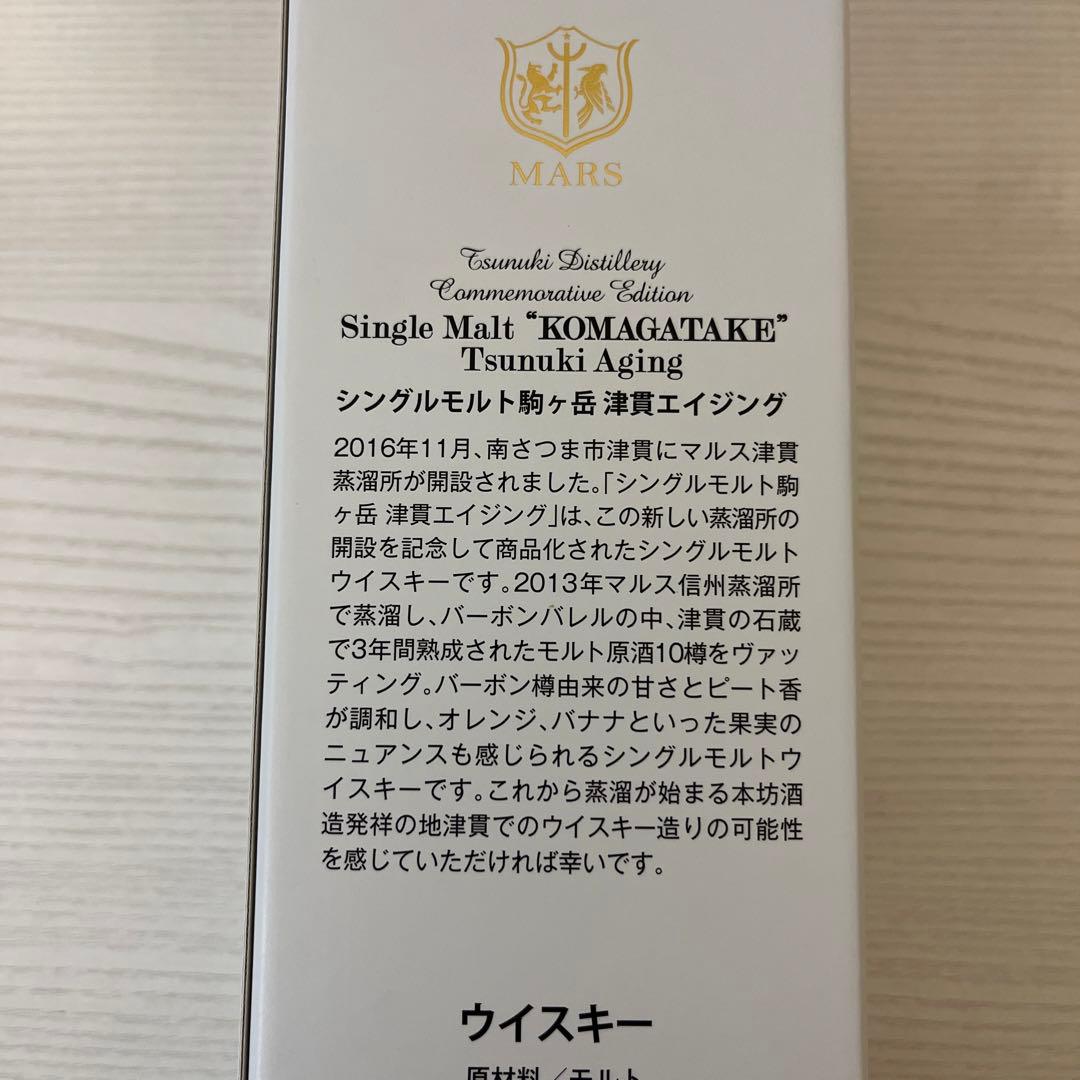 MARS
Tsunuki Distillery
Commemorative Edition
Single Malt “KOMAGATAKE”
Tsunuki Aging
シングルモルト駒ヶ岳 津貫エイジング
2016年11月、南さつま市津貫にマルス津貫
蒸溜所が開設されました。「シングルモルト駒
ヶ岳 津貫エイジング」は、この新しい蒸溜所の
開設を記念して商品化されたシングルモルト
ウイスキーです。2013年マルス信州蒸溜所
で蒸溜し、バーボンバレルの中、津貫の石蔵
で3年間熟成されたモルト原酒10樽をヴァッ
ティング。バーボン樽由来の甘さとピート香
が調和し、オレンジ、バナナといった果実の
ニュアンスも感じられるシングルモルトウ
イスキーです。これから蒸溜が始まる本坊酒
造発祥の地津貫でのウイスキー造りの可能性
を感じていただければ幸いです。
ウイスキー
原材料／モルト